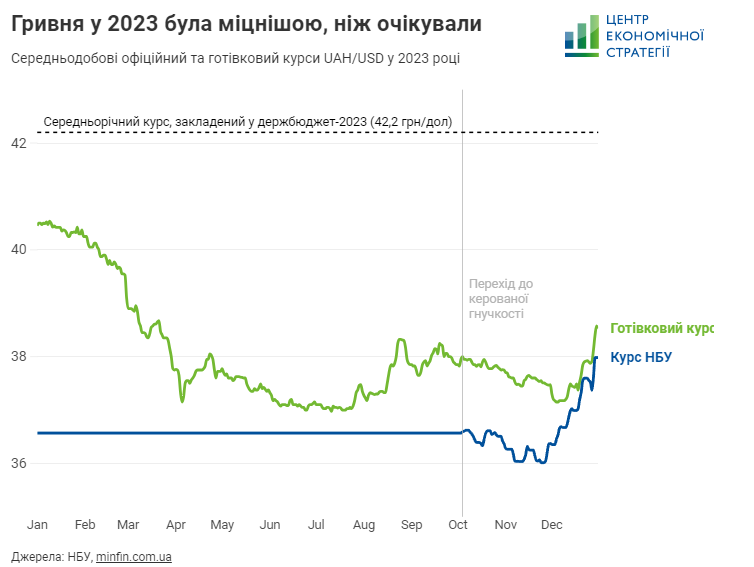 Гривня у 2023 була міцнішою, ніж очікували
Середньодобові офіційний та готівковий курси UAH/USD у 2023 році
ЦЕНТР
ЕКОНОМІЧНОЇ
СТРАТЕГІЇ
Середньорічний курс, закладений у держбюджет-2023 (42,2 грн/дол)
42
40
38
36
Перехід до
керованої
гнучкості
Готівковий курс
Курс НБУ
Jan Feb Mar Apr May Jun Jul Aug Sep Oct Nov Dec
Джерела: НБУ, minfin.com.ua